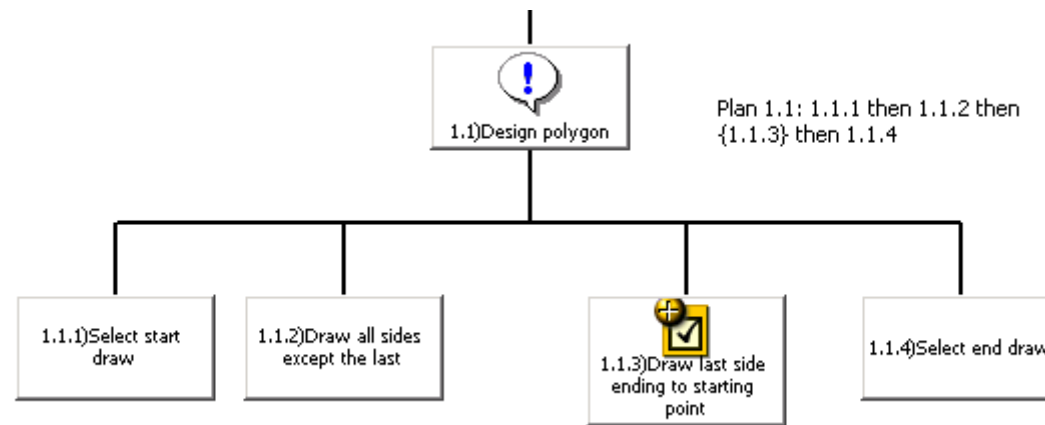 1.1)Design polygon
Plan 1.1: 1.1.1 then 1.1.2 then
{1.1.3} then 1.1.4
1.1.1)Select start
draw
1.1.2)Draw all sides
except the last
1.1.3)Draw last side
ending to starting
point
1.1.4)Select end draw